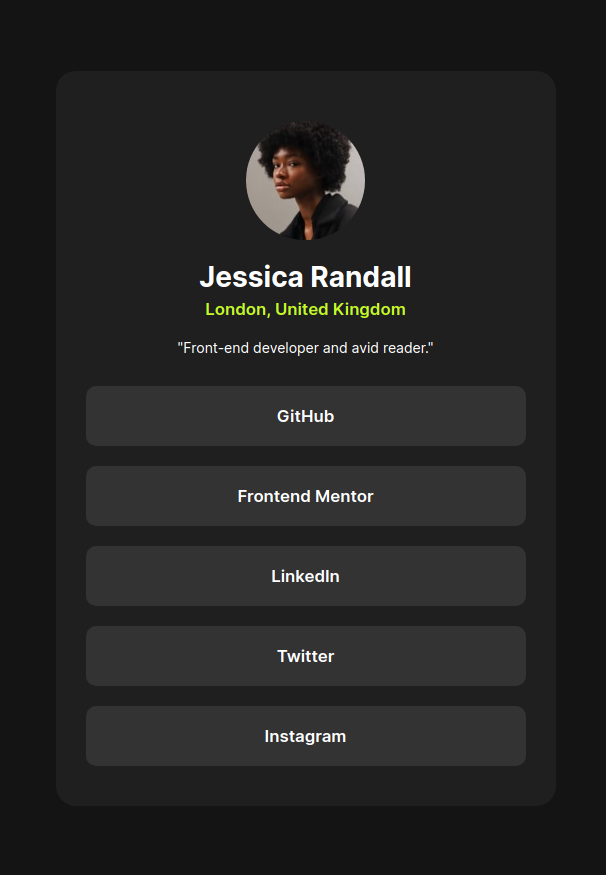 Jessica Randall
London, United Kingdom
"Front-end developer and avid reader."
GitHub
Frontend Mentor
LinkedIn
Twitter
Instagram